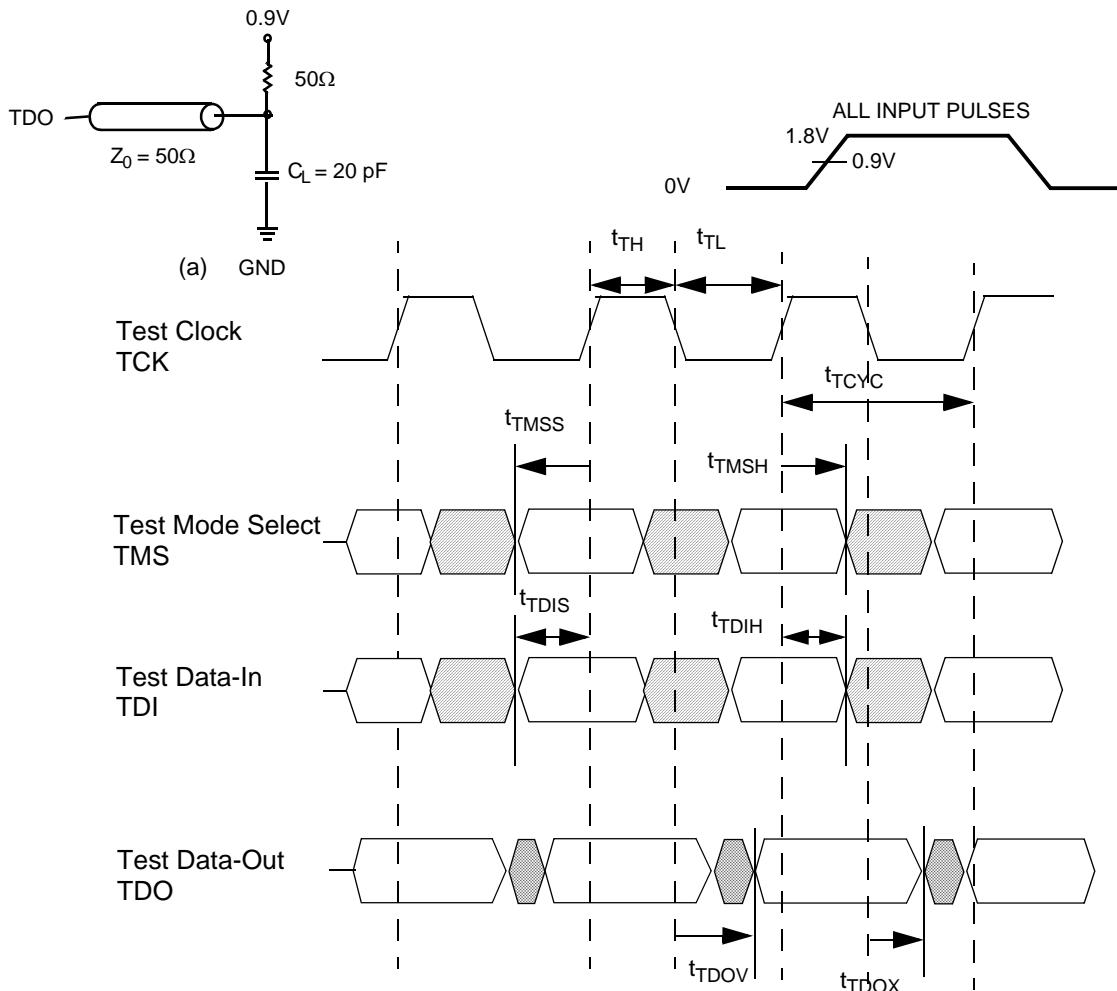 0.9V
50Ω
TDO
Z0 = 50Ω
CL = 20 pF
(a) GND
ALL INPUT PULSES
1.8V
0.9V
0V
tTH
tTL
Test Clock
TCK
tTCYC
tTMSS
tTMSH
Test Mode Select
TMS
tTDIS
tTDIH
Test Data-In
TDI
Test Data-Out
TDO
tTDOV
tTDOX